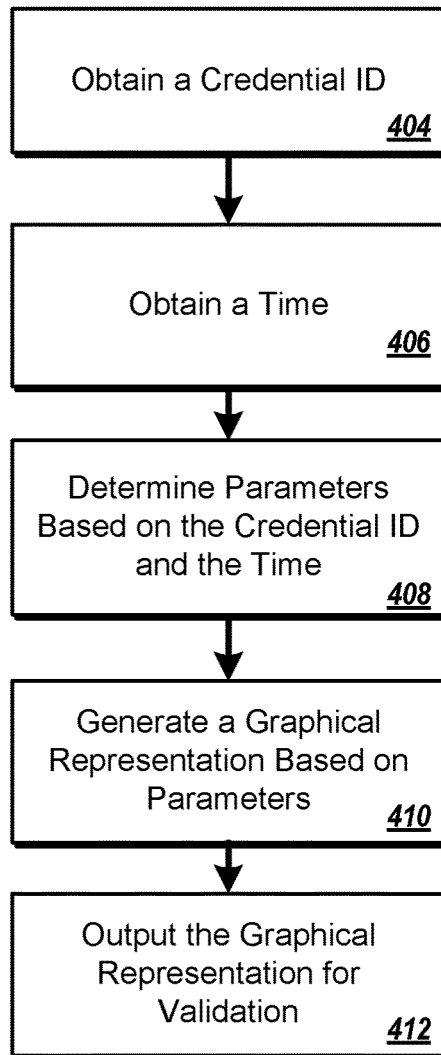 Obtain a Credential ID
404
Obtain a Time
406
Determine Parameters
Based on the Credential ID
and the Time
408
Generate a Graphical
Representation Based on
Parameters
410
Output the Graphical
Representation for
Validation
412